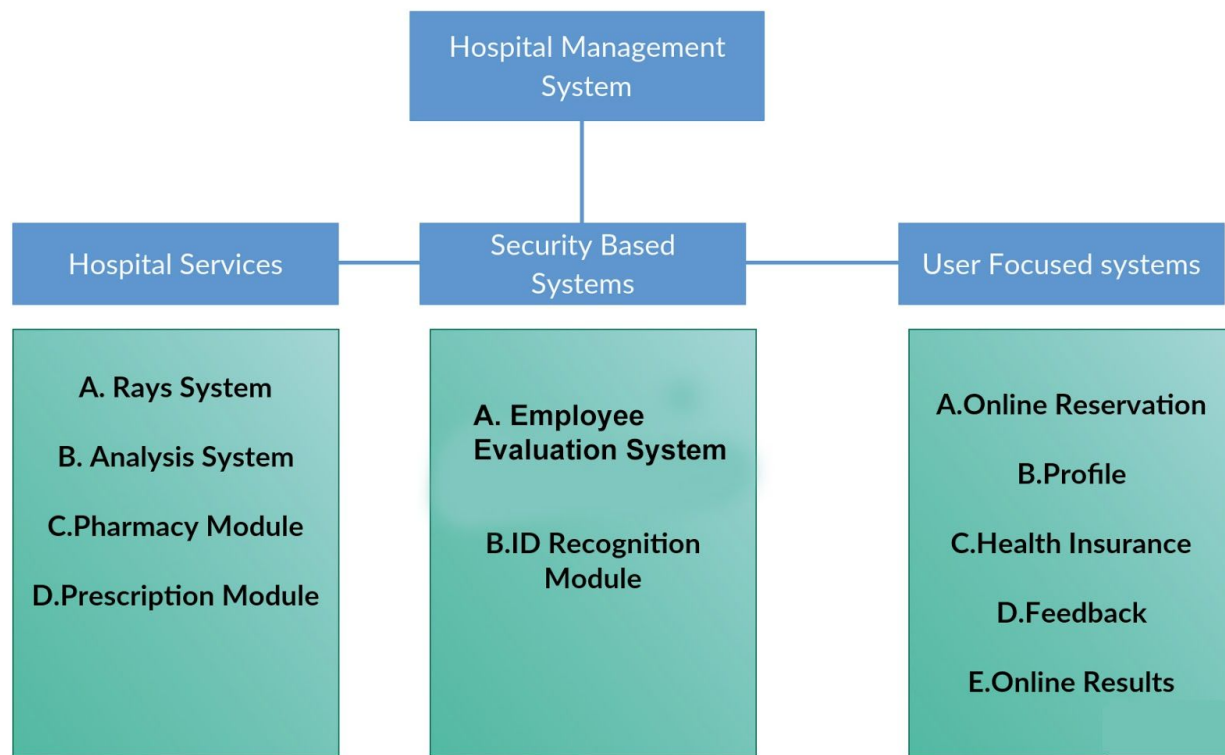 Hospital Management
System
Hospital Services
Security Based
Systems
User Focused systems
A. Rays System
B. Analysis System
C.Pharmacy Module
D.Prescription Module
A. Employee
Evaluation System
B.ID Recognition
Module
A.Online Reservation
B.Profile
C.Health Insurance
D.Feedback
E.Online Results